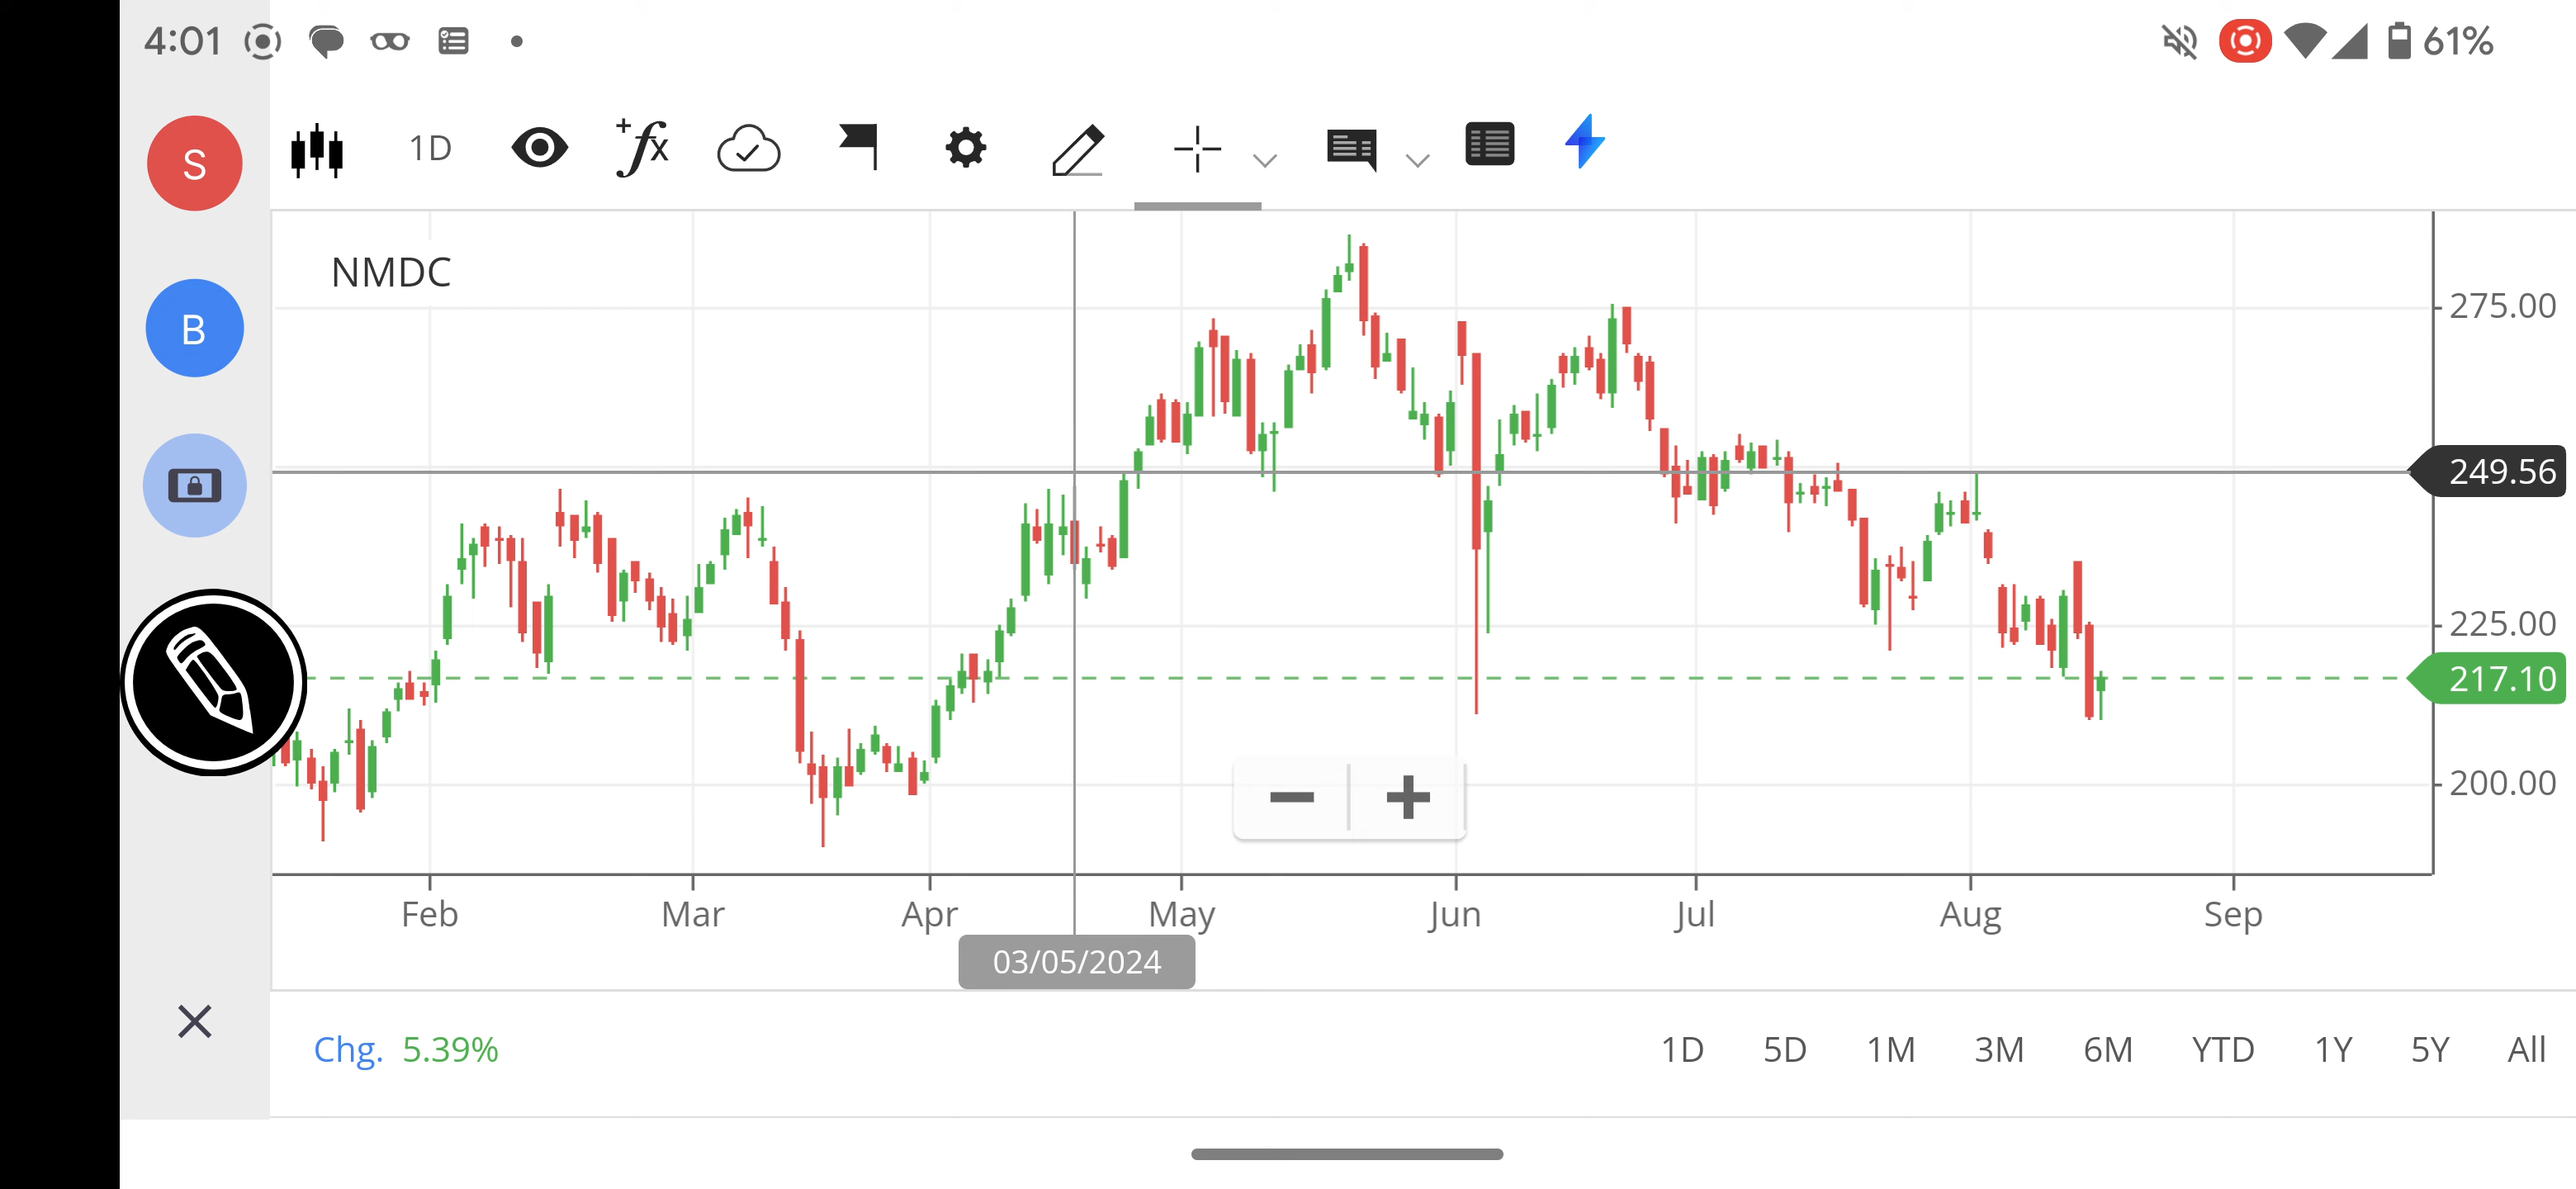 4:01
61%
S
1D
+fx
NMDC
275.00
B
249.56
225.00
217.10
200.00
Feb Mar Apr May Jun Jul Aug Sep
03/05/2024
Chg. 5.39%
1D 5D 1M 3M 6M YTD 1Y 5Y All